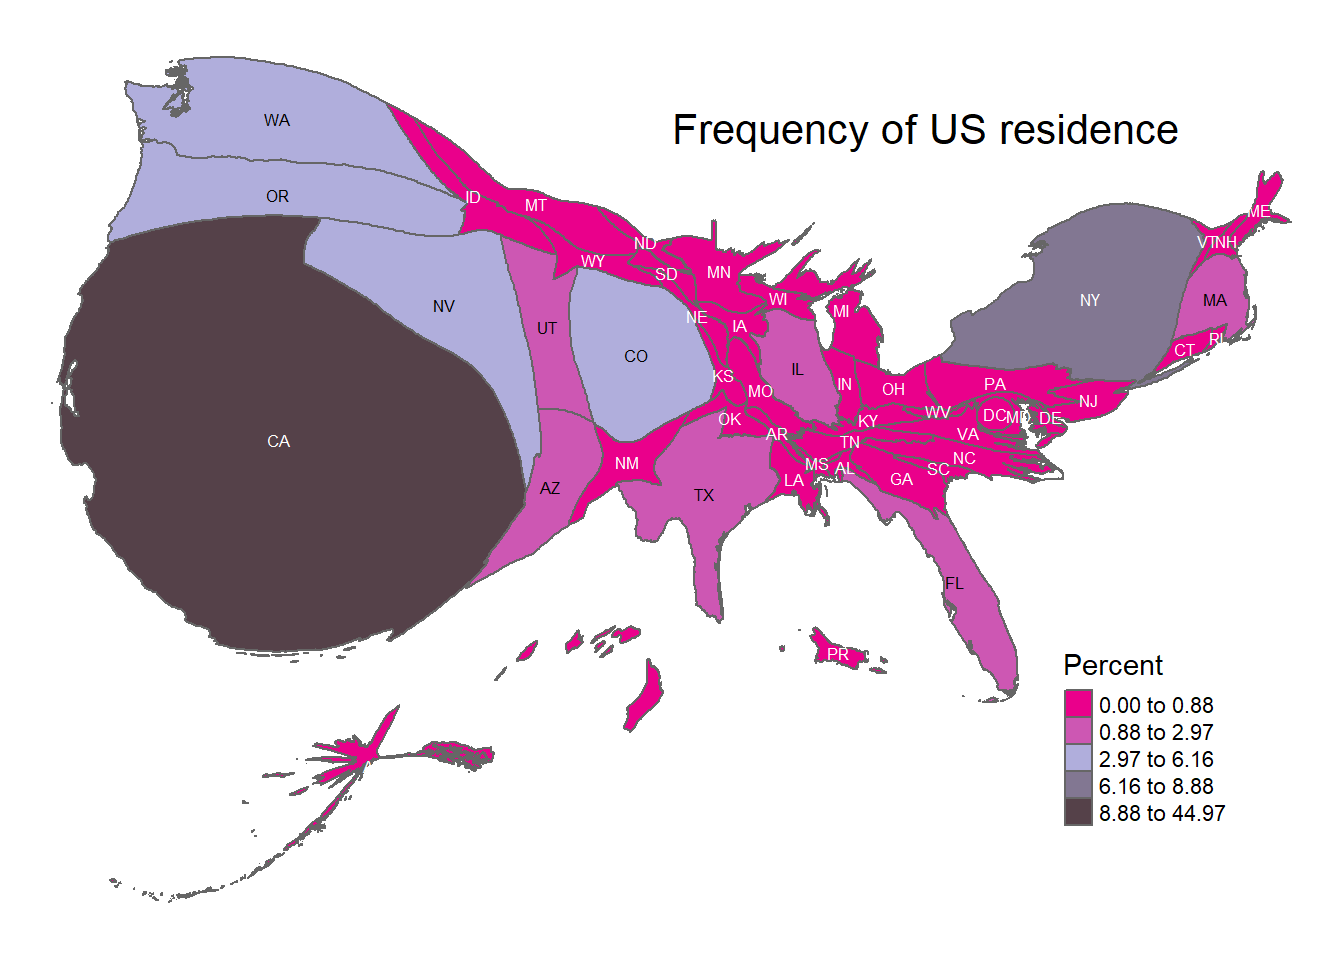 Frequency of US residence
WA
OR
ID
MT
ND
MN
ME
VT
NH
WY
SD
NV
UT
CO
NE
IA
WI
MI
NY
MA
RI
CT
KS
MO
IL
IN
OH
PA
NJ
OK
KY
WV
DC
MD
DE
CA
AR
TN
VA
AZ
NM
TX
LA
MS
AL
GA
SC
NC
FL
PR
Percent
0.00 to 0.88
0.88 to 2.97
2.97 to 6.16
6.16 to 8.88
8.88 to 44.97